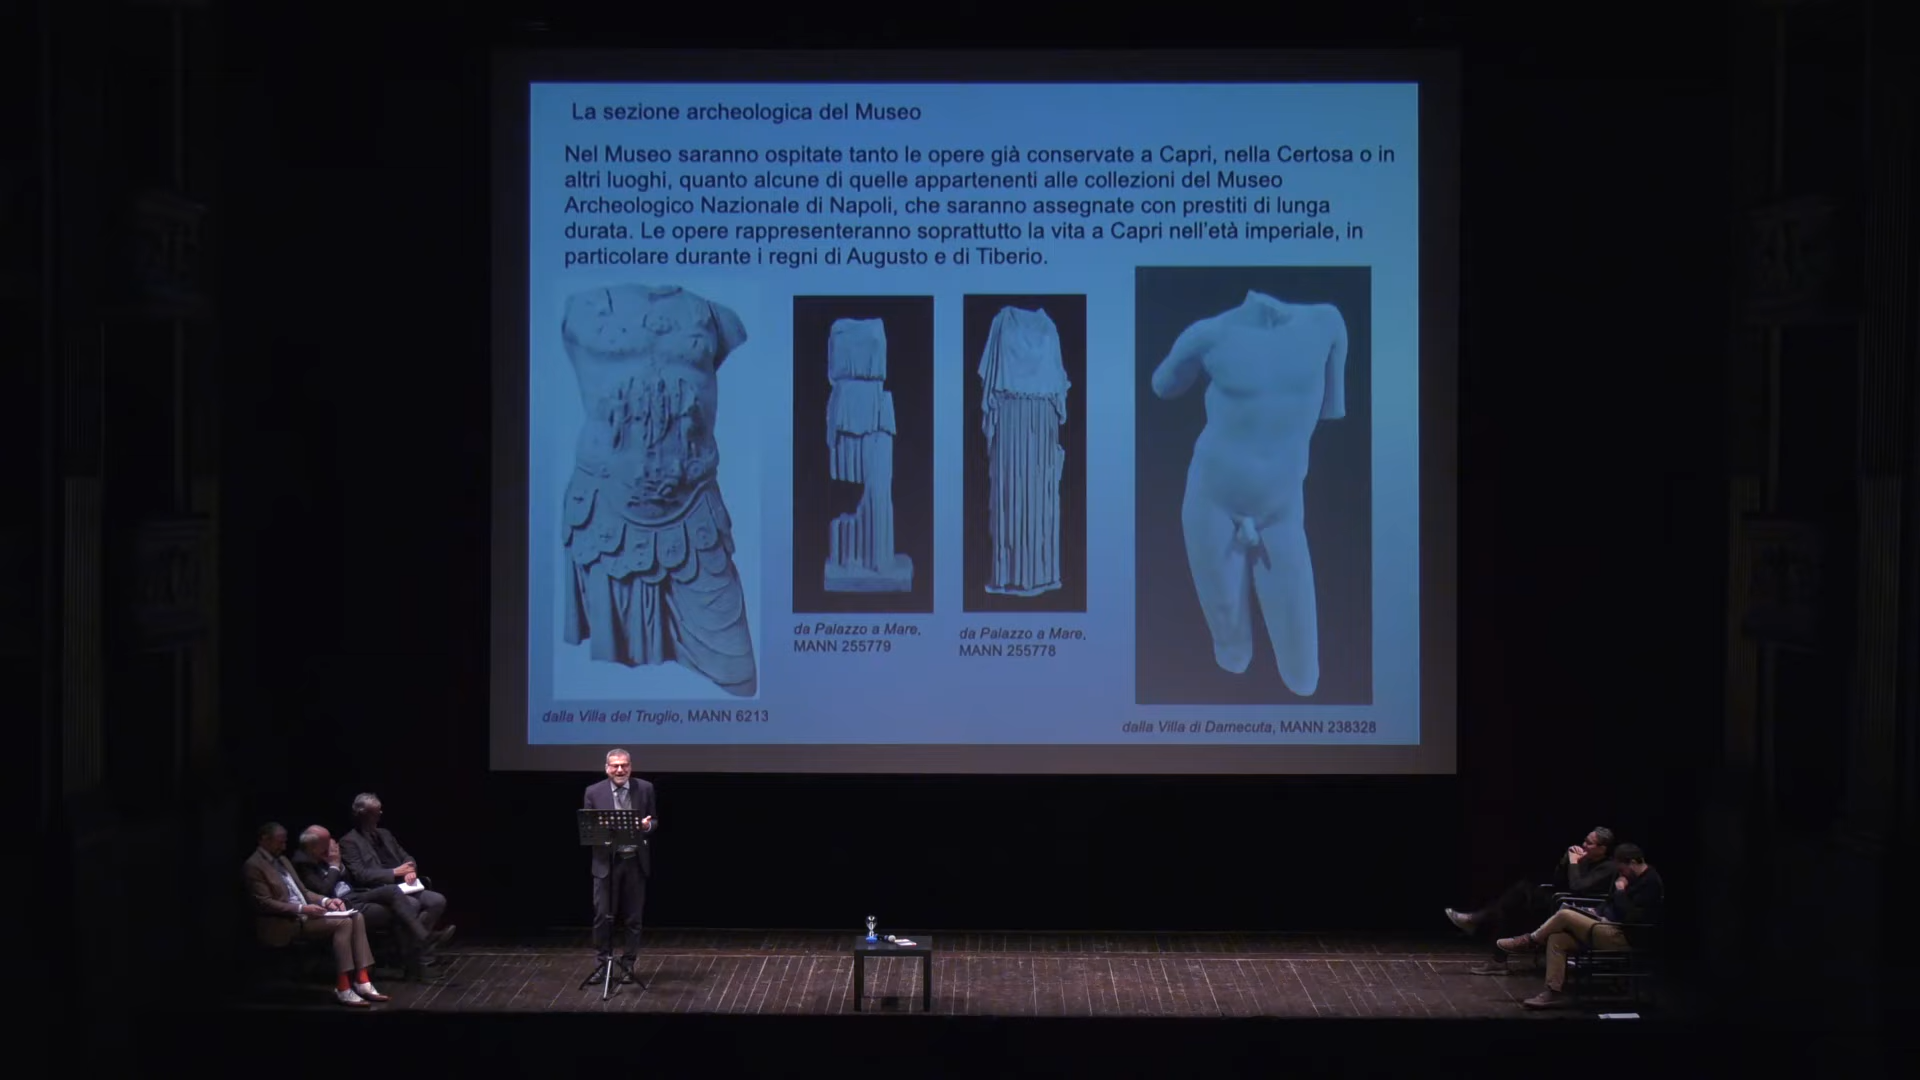 La sezione archeologica del Museo
Nel Museo saranno ospitate tanto le opere già conservate a Capri, nella Certosa o in
altri luoghi, quanto alcune di quelle appartenenti alle collezioni del Museo
Archeologico Nazionale di Napoli, che saranno assegnate con prestiti di lunga
durata. Le opere rappresenteranno soprattutto la vita a Capri nell'età imperiale, in
particolare durante i regni di Augusto e di Tiberio.
da Palazzo a Mare,
MANN 255779
da Palazzo a Mare,
MANN 255778
dalla Villa del Truglio, MANN 6213
dalla Villa di Damecuta, MANN 238328